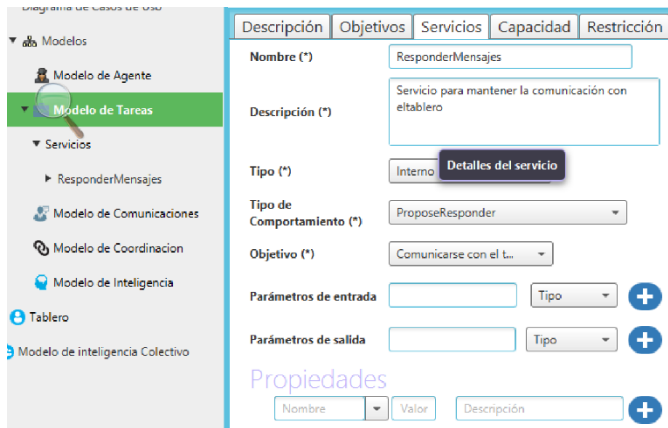 Diagrama de Casos de Uso
Modelos
Modelo de Agente
Modelo de Tareas
Servicios
ResponderMensajes
Modelo de Comunicaciones
Modelo de Coordinacion
Modelo de Inteligencia
Tablero
Modelo de inteligencia Colectivo
Descripción Objetivos Servicios Capacidad Restricción
Nombre (*) ResponderMensajes
Descripción (*) Servicio para mantener la comunicación con
eltablero
Tipo (*) Interno Detalles del servicio
Tipo de
Comportamiento (*) ProposeResponder
Objetivo (*) Comunicarse con el t...
Parámetros de entrada Tipo
Parámetros de salida Tipo
Propiedades
Nombre Valor Descripción